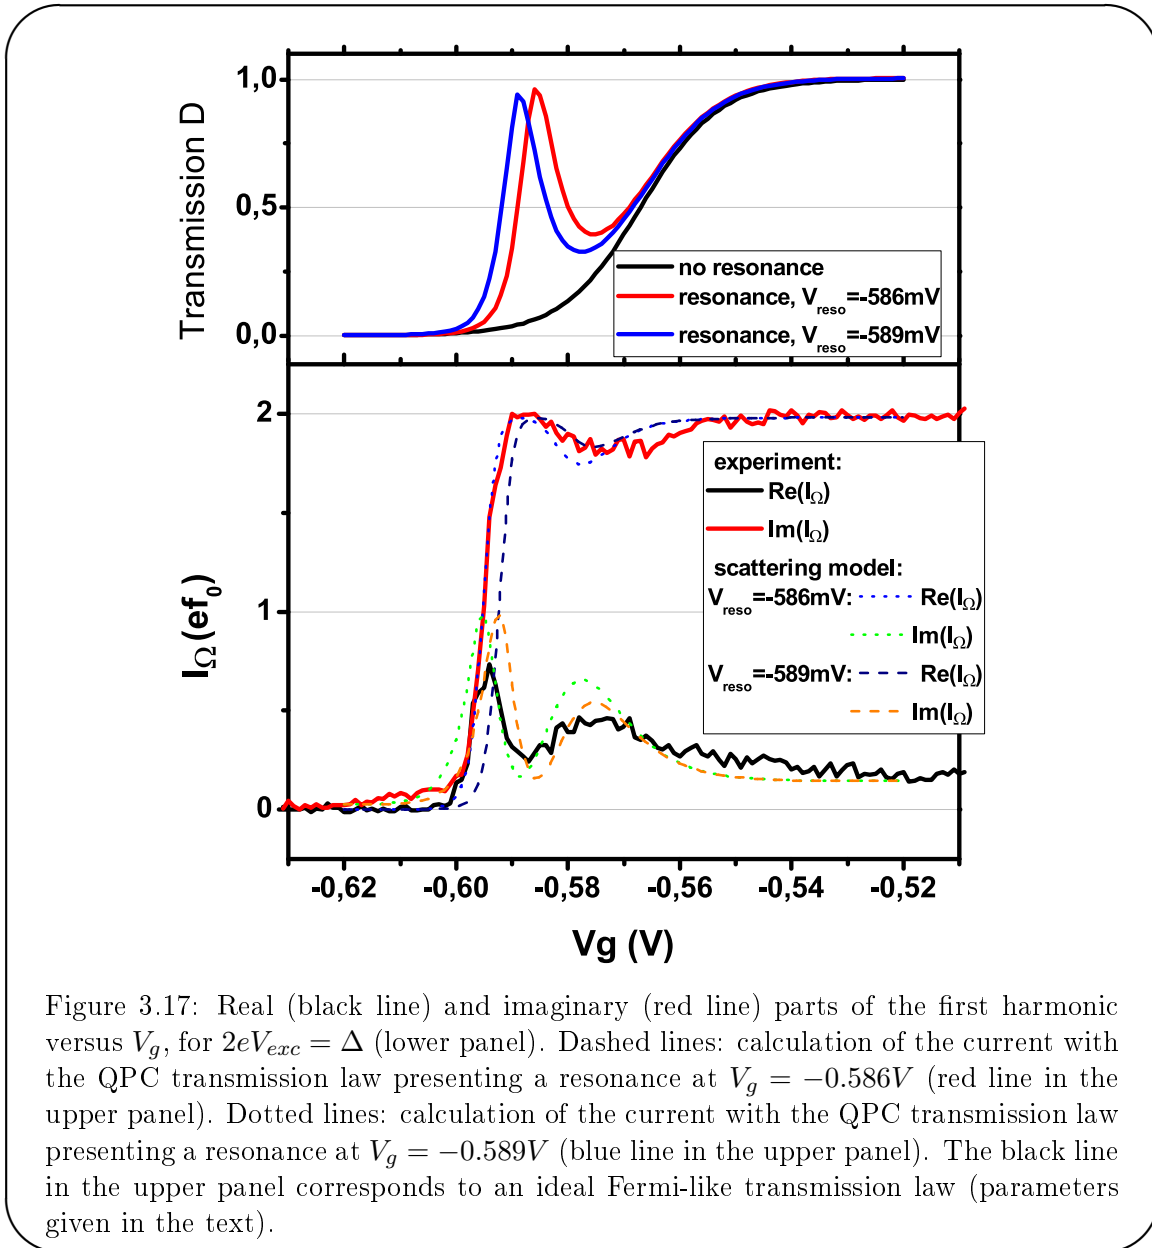 1,0
0,5
0,0
Transmission D
no resonance
resonance, V_reso=-586mV
resonance, V_reso=-589mV
2
1
0
I_Ω (ef_0)
experiment:
Re(I_Ω)
Im(I_Ω)
scattering model:
V_reso=-586mV: Re(I_Ω)
Im(I_Ω)
V_reso=-589mV: Re(I_Ω)
Im(I_Ω)
-0,62 -0,60 -0,58 -0,56 -0,54 -0,52
Vg (V)
Figure 3.17: Real (black line) and imaginary (red line) parts of the first harmonic
versus V_g, for 2eV_exc = Δ (lower panel). Dashed lines: calculation of the current with
the QPC transmission law presenting a resonance at V_g = −0.586V (red line in the
upper panel). Dotted lines: calculation of the current with the QPC transmission law
presenting a resonance at V_g = −0.589V (blue line in the upper panel). The black line
in the upper panel corresponds to an ideal Fermi-like transmission law (parameters
given in the text).